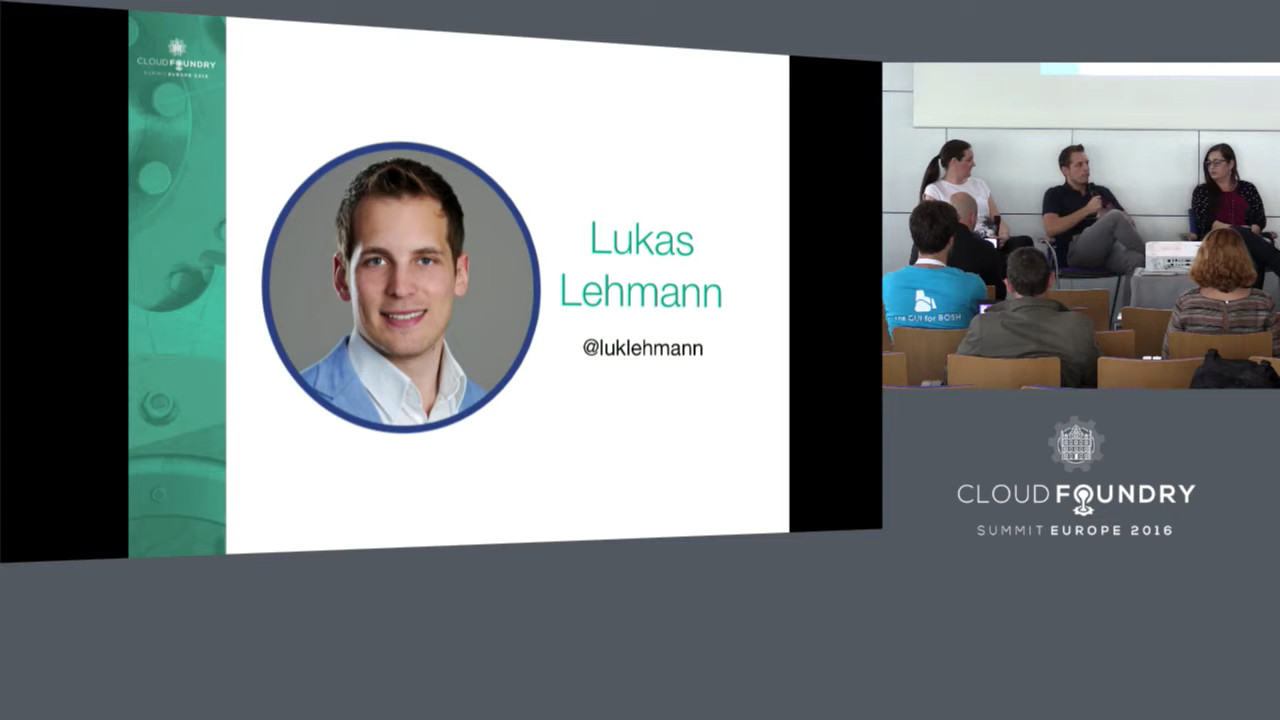 CLOUD FOUNDRY
SUMMIT EUROPE 2016
Lukas
Lehmann
@luklehmann
The GUI for BOSH
CLOUD FOUNDRY
SUMMIT EUROPE 2016